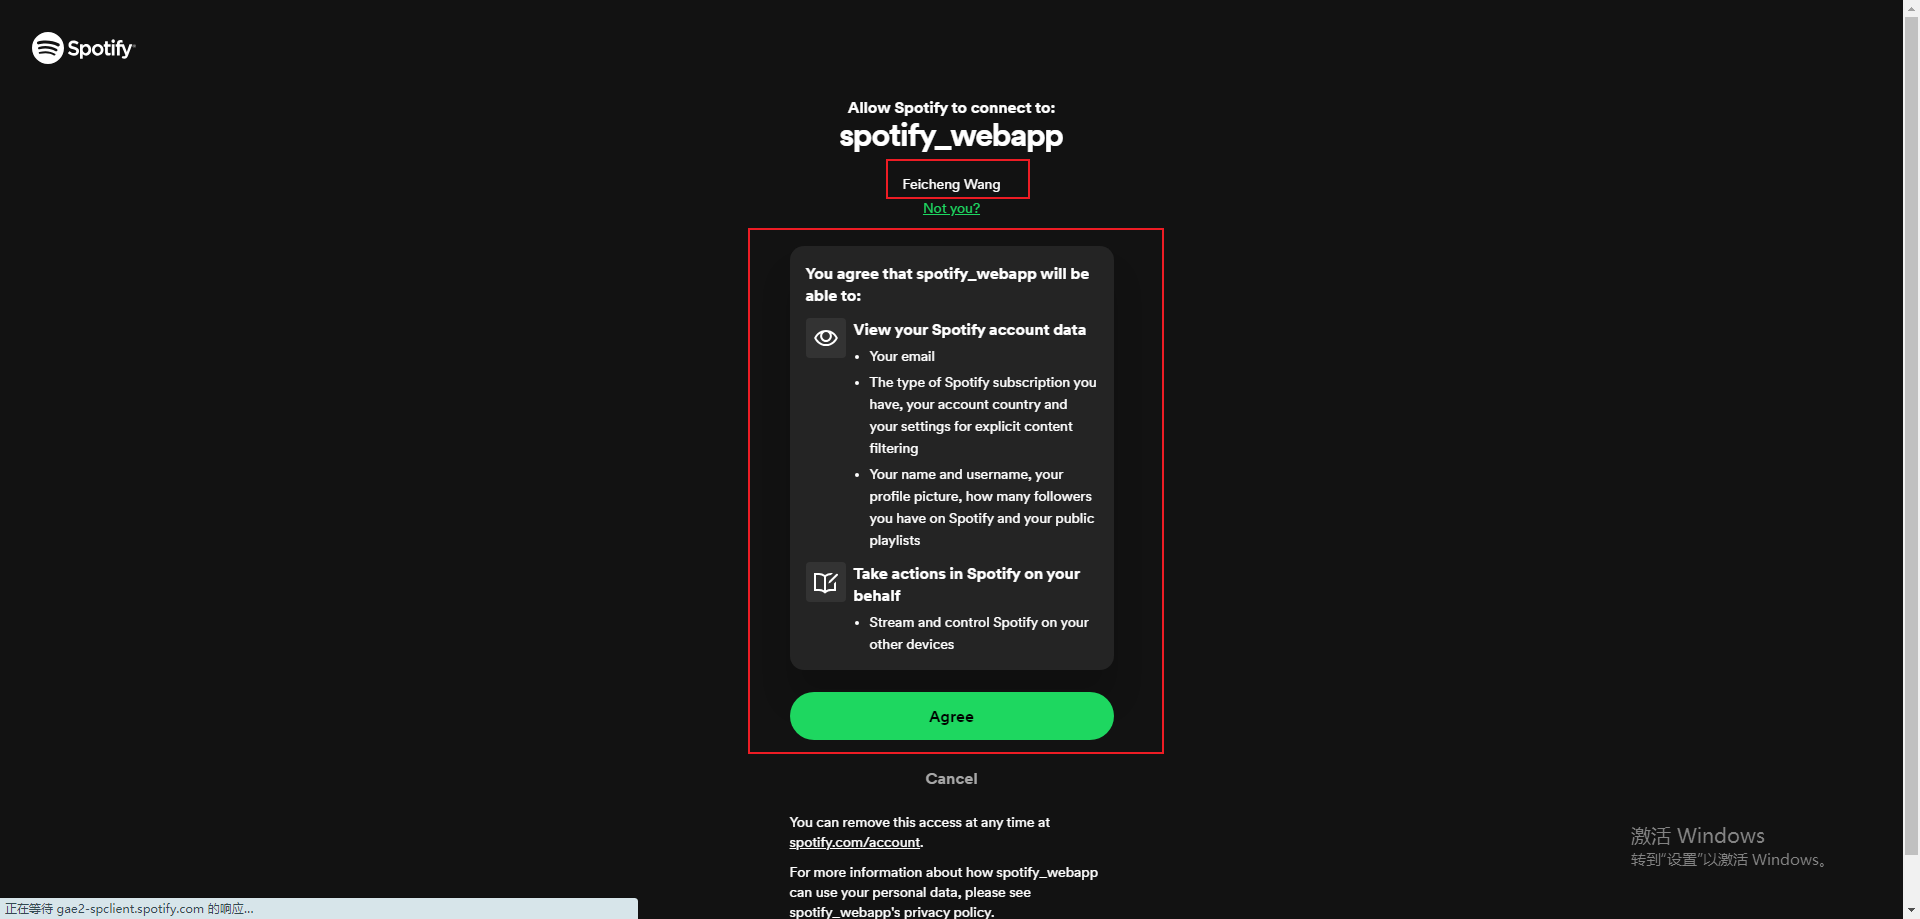 Spotify
Allow Spotify to connect to:
spotify_webapp
Feicheng Wang
Not you?
You agree that spotify_webapp will be
able to:
View your Spotify account data
• Your email
• The type of Spotify subscription you
have, your account country and
your settings for explicit content
filtering
• Your name and username, your
profile picture, how many followers
you have on Spotify and your public
playlists
Take actions in Spotify on your
behalf
• Stream and control Spotify on your
other devices
Agree
Cancel
You can remove this access at any time at
spotify.com/account.
For more information about how spotify_webapp
can use your personal data, please see
spotify_webapp's privacy policy.
激活 Windows
转到“设置”以激活 Windows。
正在等待 gae2-spclient.spotify.com 的响应...